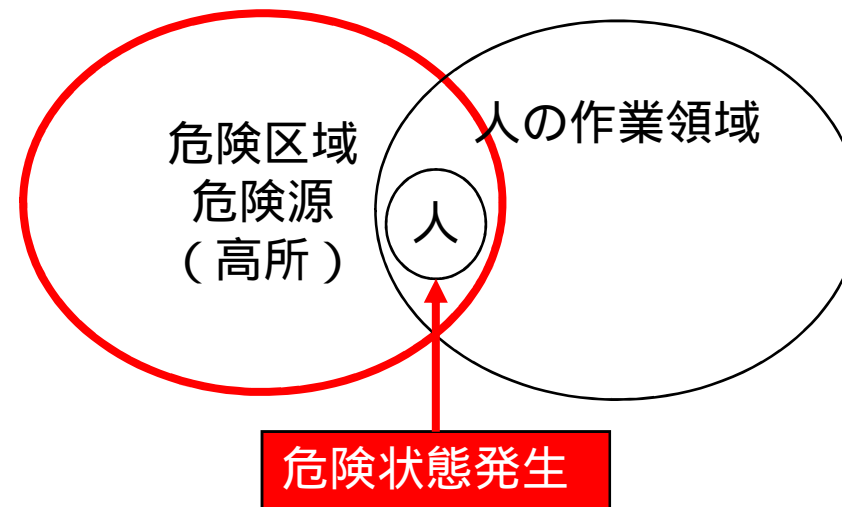 危険区域
危険源
（高所）
人の作業領域
人
危険状態発生